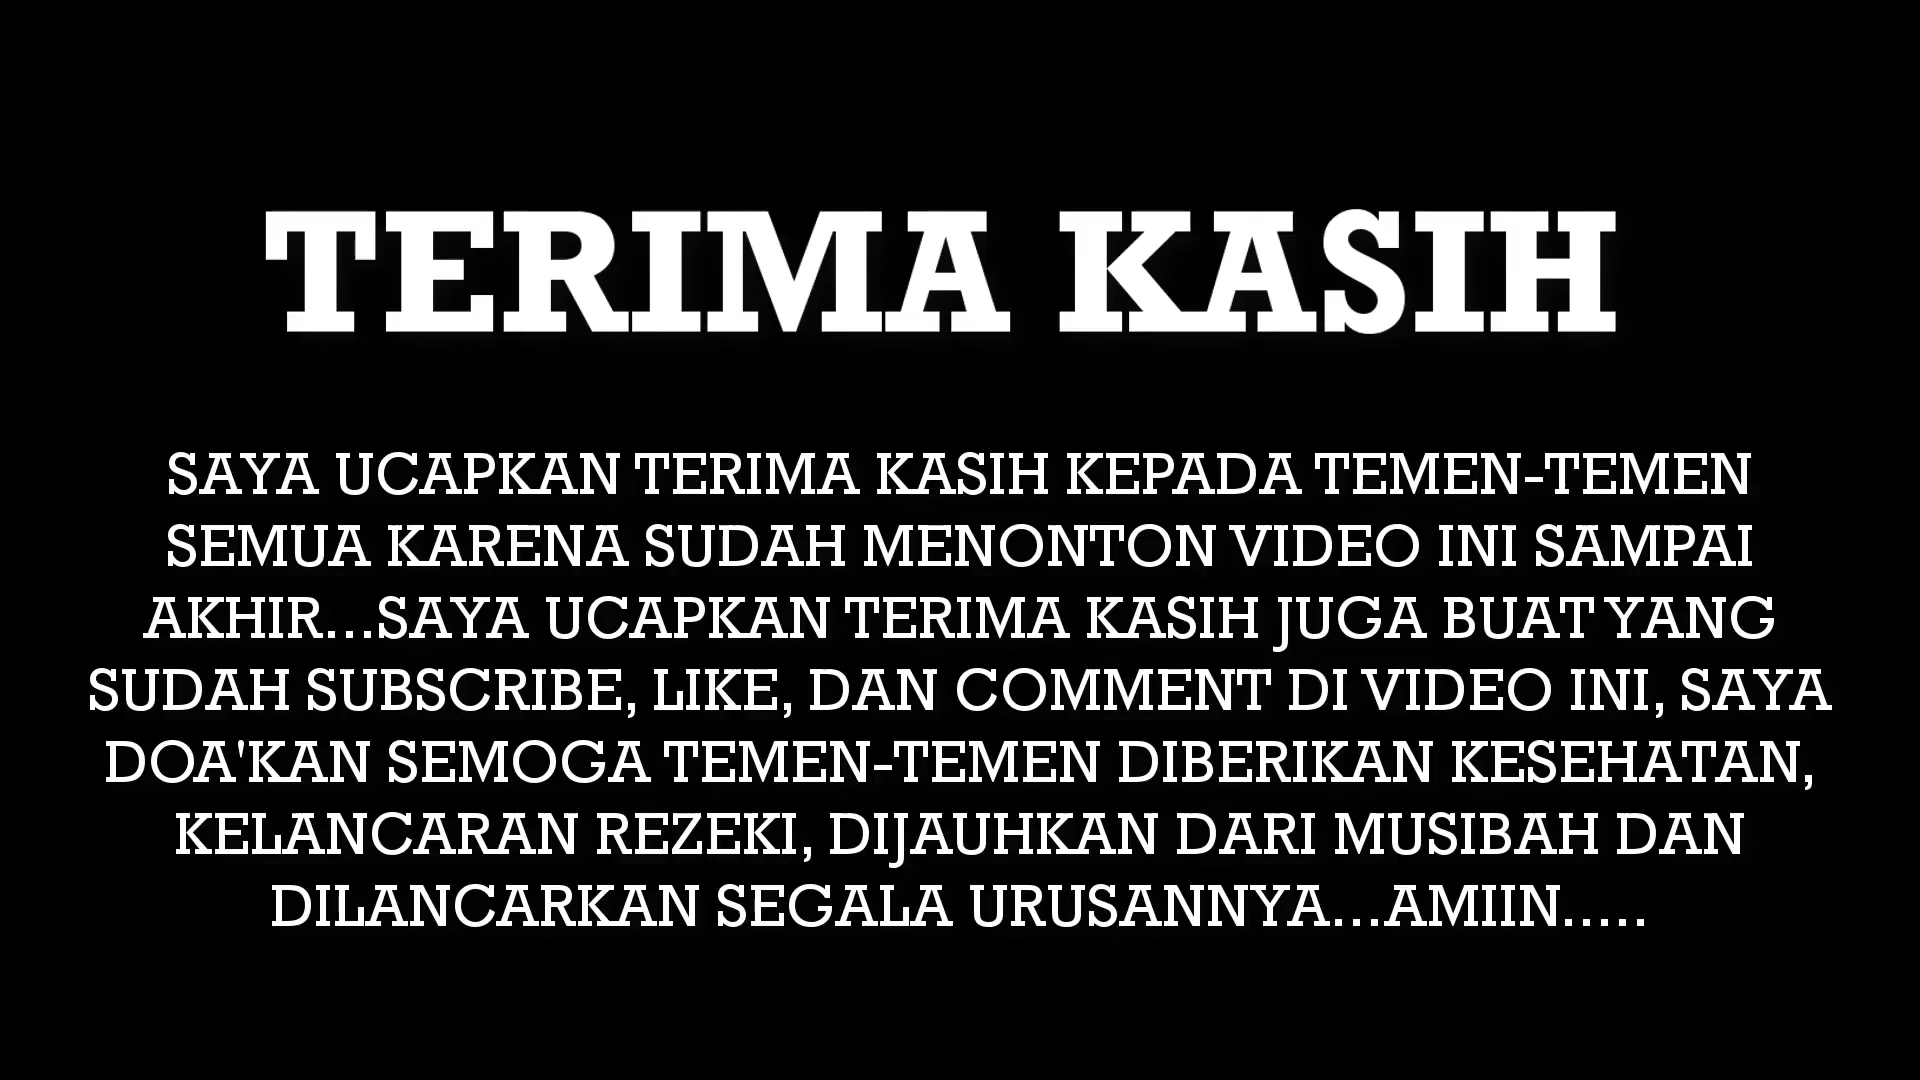 TERIMA KASIH
SAYA UCAPKAN TERIMA KASIH KEPADA TEMEN-TEMEN
SEMUA KARENA SUDAH MENONTON VIDEO INI SAMPAI
AKHIR...SAYA UCAPKAN TERIMA KASIH JUGA BUAT YANG
SUDAH SUBSCRIBE, LIKE, DAN COMMENT DI VIDEO INI, SAYA
DOA'KAN SEMOGA TEMEN-TEMEN DIBERIKAN KESEHATAN,
KELANCARAN REZEKI, DIJAUHKAN DARI MUSIBAH DAN
DILANCARKAN SEGALA URUSANNYA...AMIIN.....